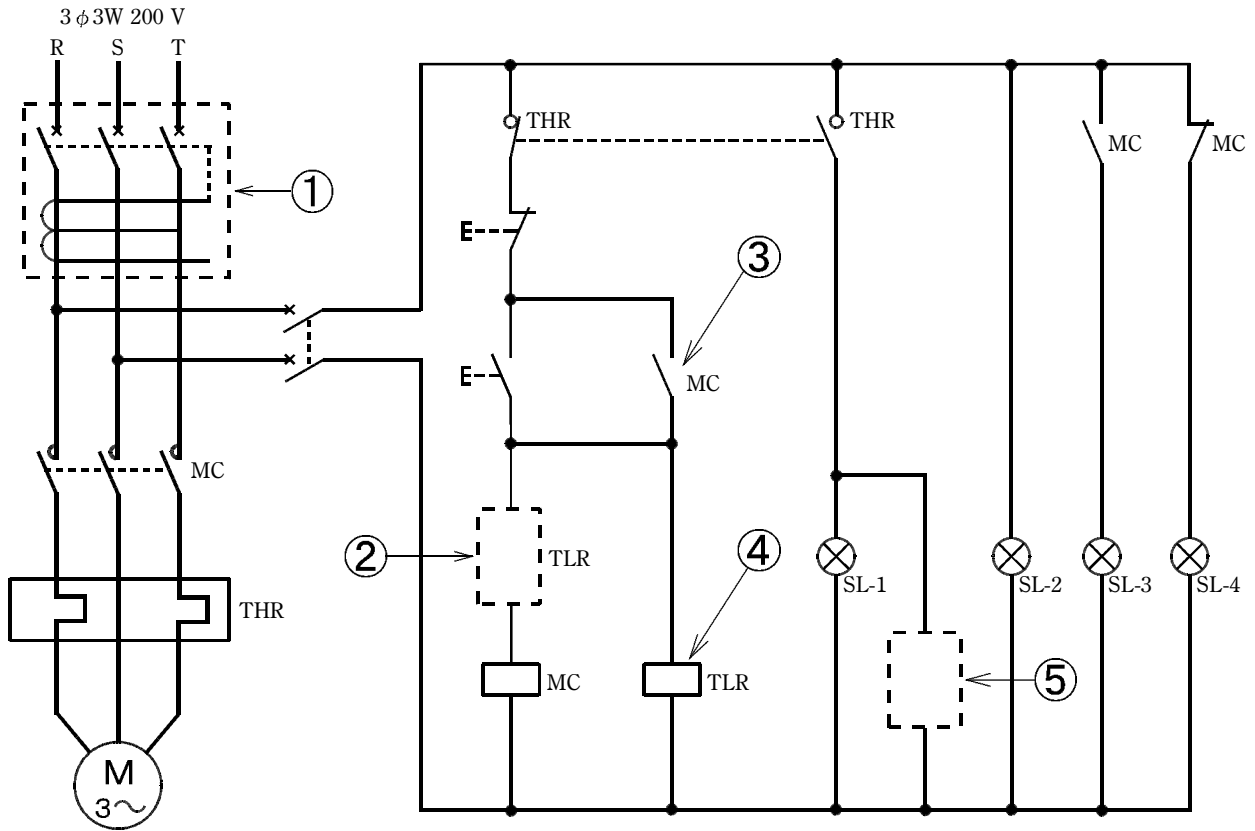 3φ3W 200 V
R S T
THR
THR
MC
MC
①
③
MC
MC
②
TLR
④
SL-1
SL-2
SL-3
SL-4
THR
MC
TLR
⑤
M
3～